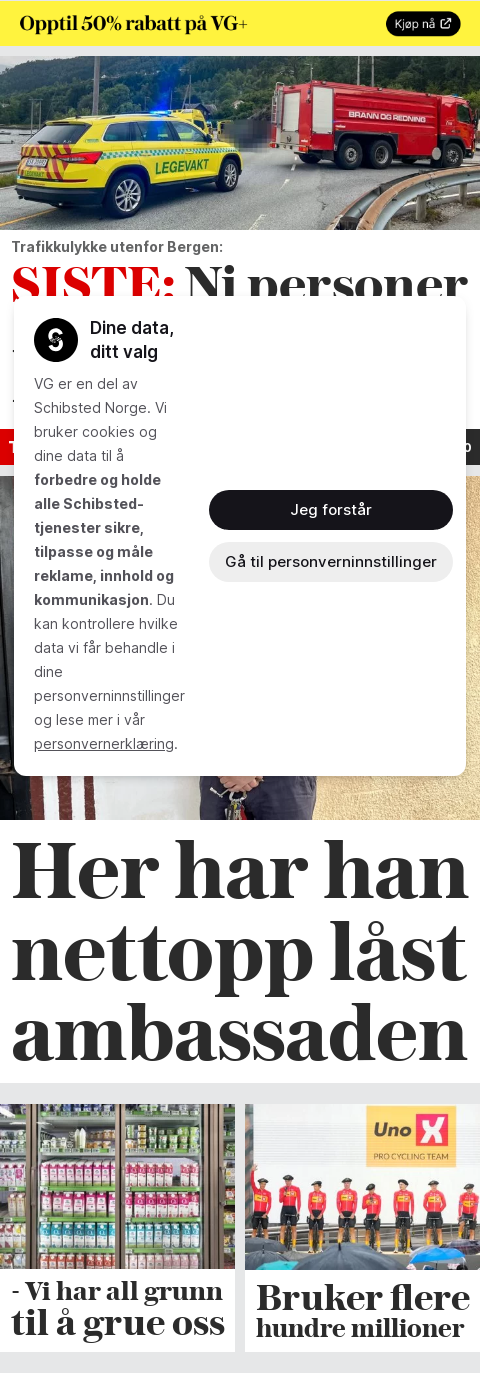 Opptil 50% rabatt på VG+
Kjøp nå
BRANN OG REDNING
LEGEVAKT
Trafikkulykke utenfor Bergen:
SISTE: Ni personer
Dine data,
ditt valg
VG er en del av
Schibsted Norge. Vi
bruker cookies og
dine data til å
forbedre og holde
alle Schibsted-
tjenester sikre,
tilpasse og måle
reklame, innhold og
kommunikasjon. Du
kan kontrollere hvilke
data vi får behandle i
dine
personverninnstillinger
og lese mer i vår
personvernerklæring.
Jeg forstår
Gå til personverninnstillinger
Her har han
nettopp låst
ambassaden
Uno X
PRO CYCLING TEAM
- Vi har all grunn
til å grue oss
Bruker flere
hundre millioner